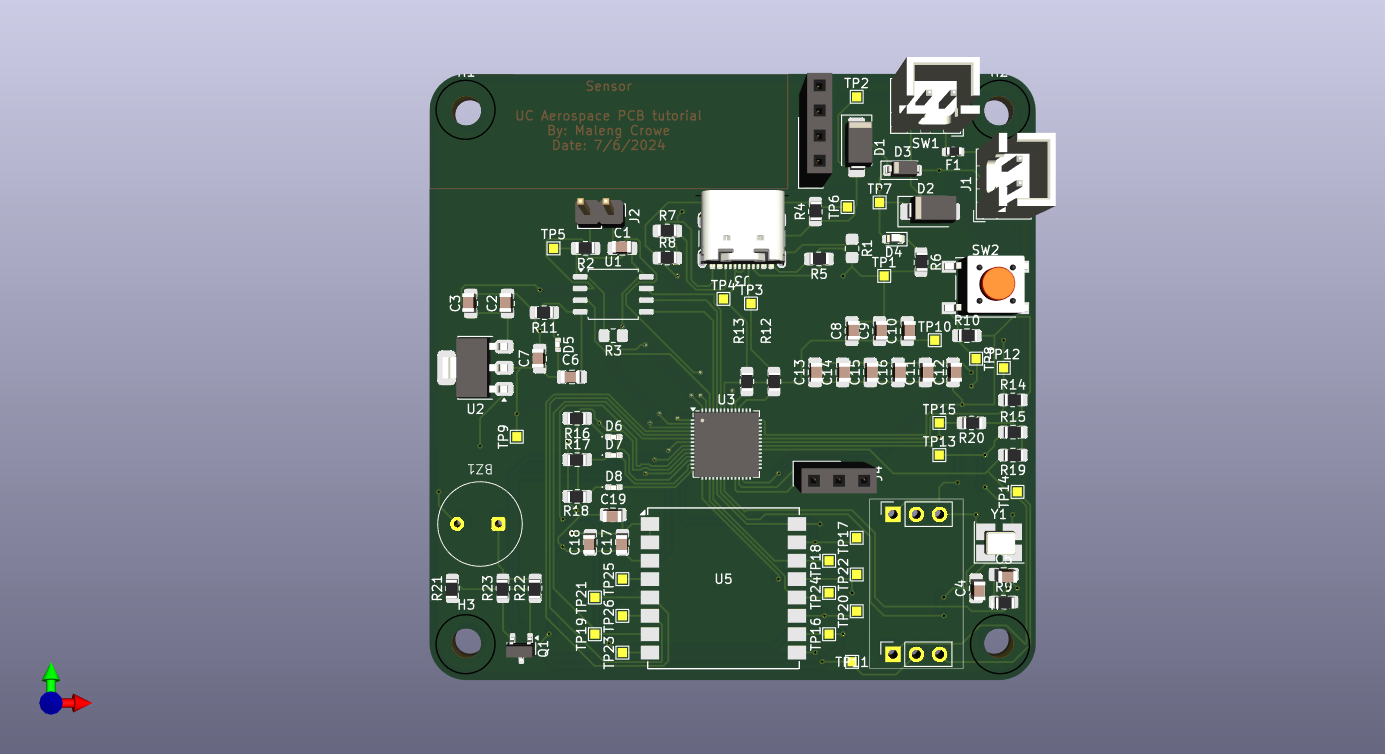 H1
H2
Sensor
UC Aerospace PCB tutorial
By: Maleng Crowe
Date: 7/6/2024
TP2
D1
SW1
D3
F1
J1
TP7
D2
R4
TP6
J2
R7
TP5
C1
R8
R1
D4
R6
SW2
R2
U1
R5
TP1
TP4
TP3
C3
C2
R11
R13
R12
C8
C9
C10
TP10
R10
D5
R3
C7
C6
TP8
TP12
C13
C14
C15
C16
C11
C12
R14
U2
U3
TP15
R15
R16
D6
R20
TP9
R17
D7
TP13
R19
BZ1
D8
J4
R18
C19
TP14
Y1
C18
C17
TP17
TP18
TP25
U5
TP22
R21
R23
R22
TP24
C4
R9
TP21
H3
TP26
TP20
TP19
TP16
Q1
TP23
TP11